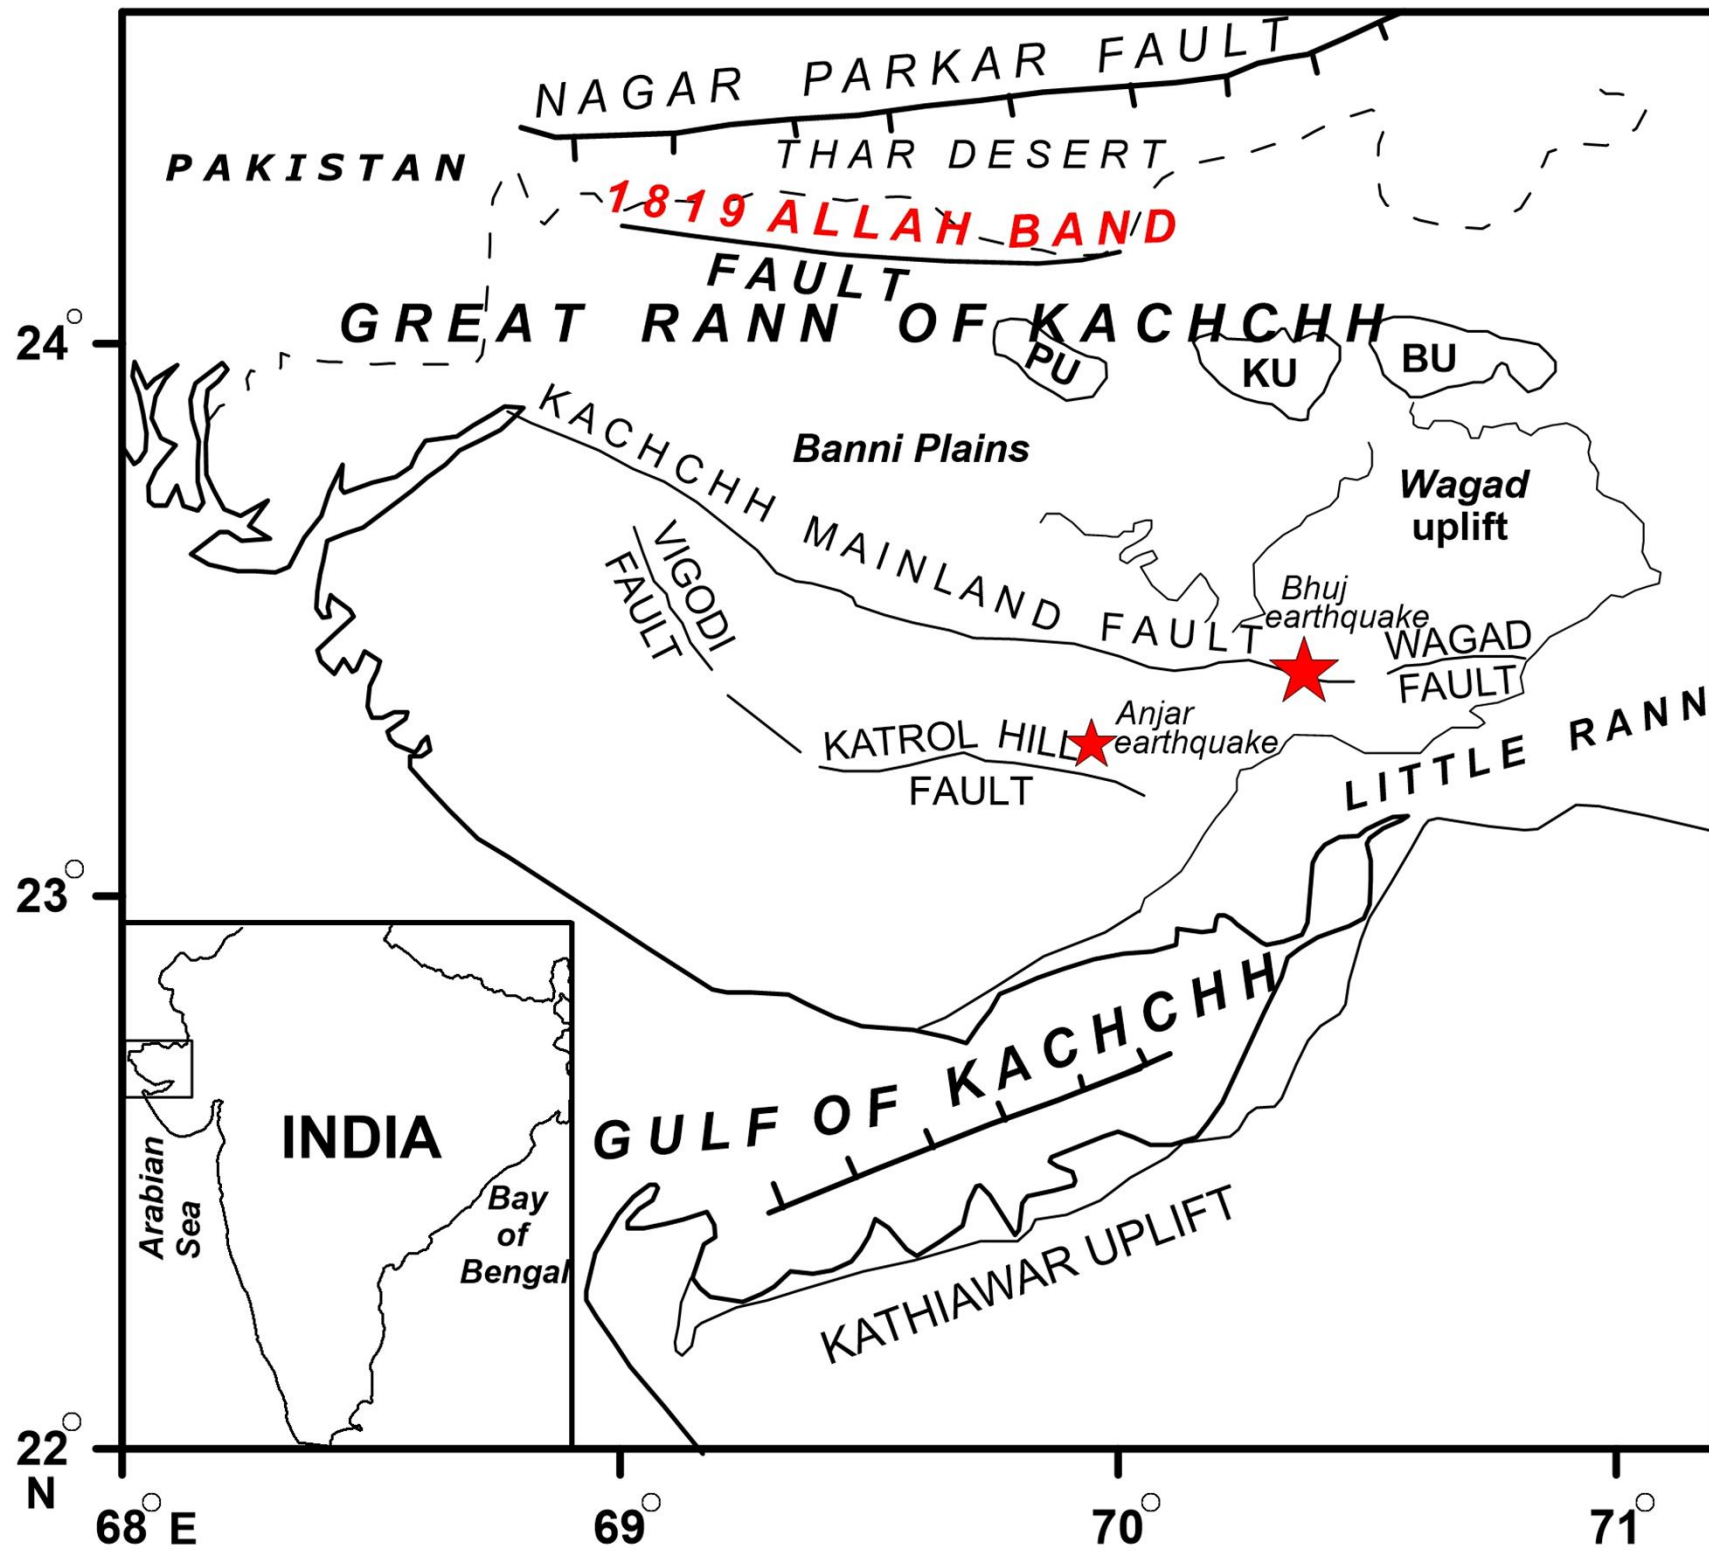 NAGAR PARKAR FAULT
PAKISTAN
THAR DESERT
1819 ALLAH BAND
FAULT
GREAT RANN OF KACHCHH
24°
PU
KU
BU
KACHCHH MAINLAND FAULT
Banni Plains
Wagad
uplift
VIGODI
FAULT
Bhuj
earthquake
WAGAD
FAULT
Anjar
earthquake
KATROL HILL
FAULT
LITTLE RANN
23°
GULF OF KACHCHH
INDIA
Arabian
Sea
Bay
of
Bengal
KATHIAWAR UPLIFT
22°
N
68° E
69°
70°
71°